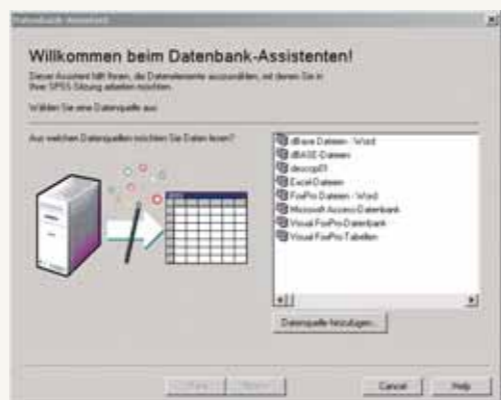 Datenbank-Assistent
Willkommen beim Datenbank-Assistenten!
Dieser Assistent hilft Ihnen, die Datenelemente auszuwählen, mit denen Sie in
Ihrer SPSS-Sitzung arbeiten möchten.
Wählen Sie eine Datenquelle aus:
Aus welchen Datenquellen möchten Sie Daten lesen?
dBase Dateien - Word
dBASE-Dateien
Excel-Dateien
FoxPro Dateien - Word
Microsoft Access-Datenbank
Visual FoxPro-Datenbank
Visual FoxPro-Tabellen
Datenquelle hinzufügen...
Cancel
Help